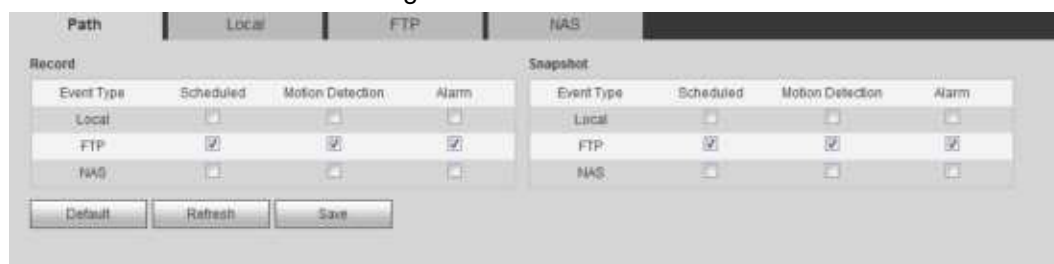 Path Local FTP NAS
Record Snapshot
Event Type Scheduled Motion Detection Alarm Event Type Scheduled Motion Detection Alarm
Local Local
FTP FTP
NAS NAS
Default Refresh Save